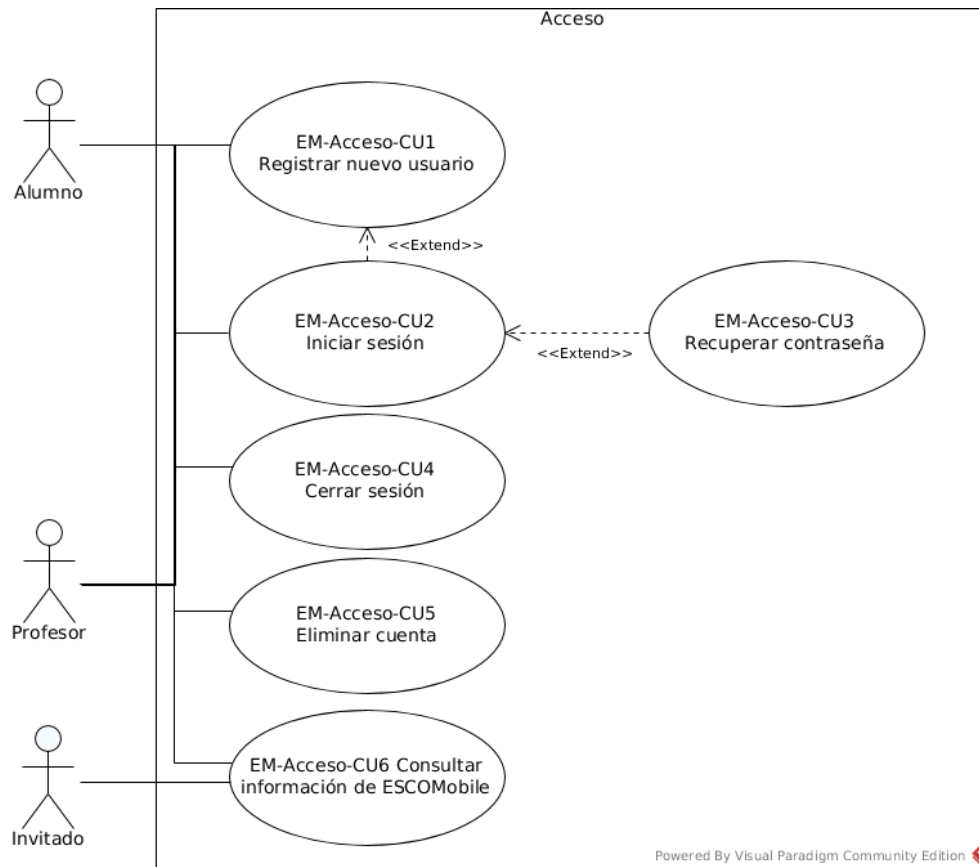 Acceso
EM-Acceso-CU1
Registrar nuevo usuario
Alumno
<<Extend>>
EM-Acceso-CU2
Iniciar sesión
EM-Acceso-CU3
Recuperar contraseña
<<Extend>>
EM-Acceso-CU4
Cerrar sesión
Profesor
EM-Acceso-CU5
Eliminar cuenta
EM-Acceso-CU6 Consultar
información de ESCOMobile
Invitado
Powered By Visual Paradigm Community Edition